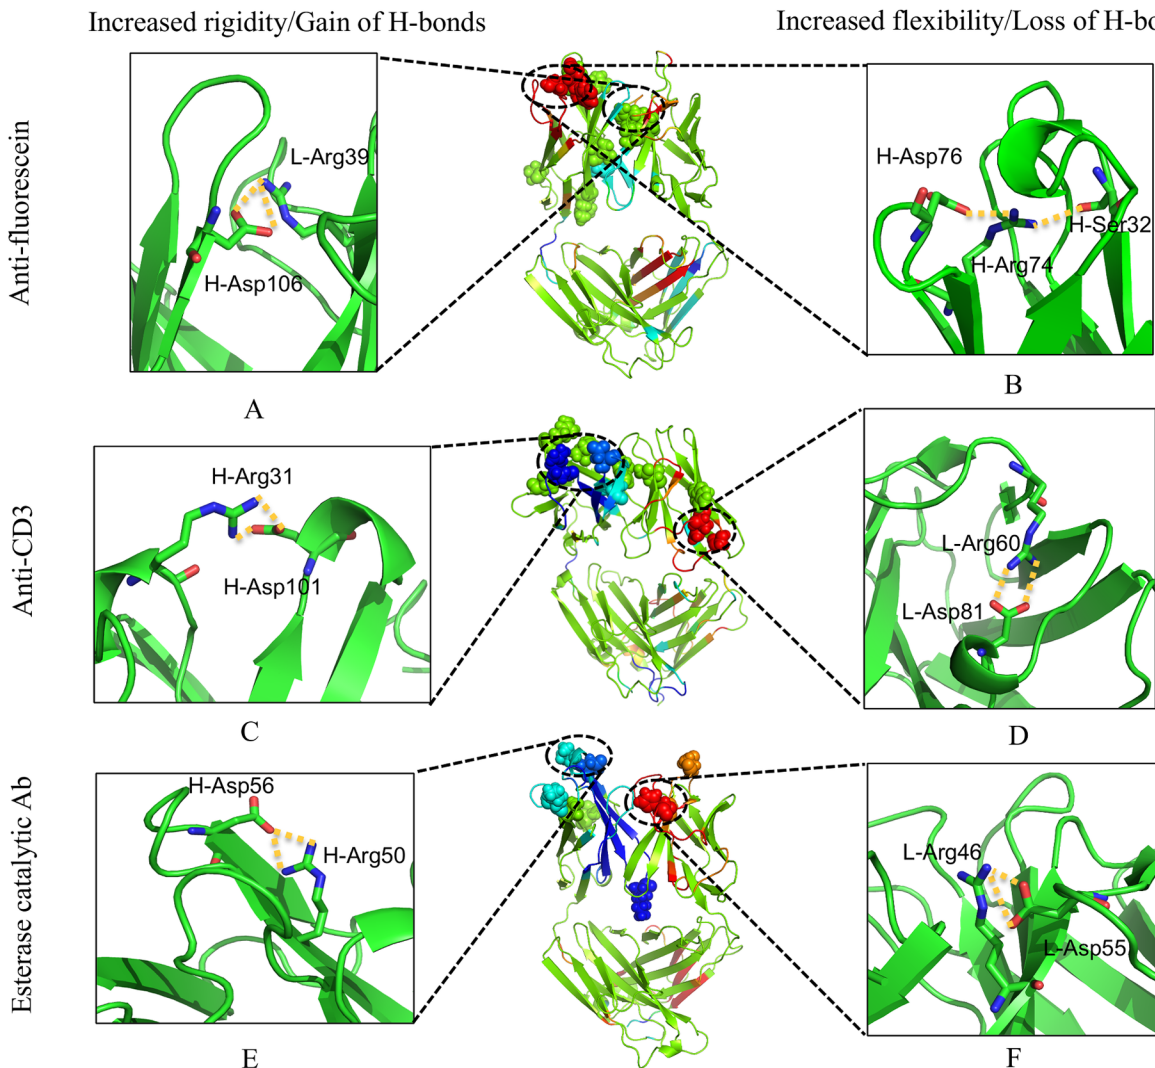 Increased rigidity/Gain of H-bonds
Increased flexibility/Loss of H-bo
Anti-fluorescein
L-Arg39
H-Asp106
A
H-Asp76
H-Ser32
H-Arg74
B
Anti-CD3
H-Arg31
H-Asp101
C
L-Arg60
L-Asp81
D
Esterase catalytic Ab
H-Asp56
H-Arg50
E
L-Arg46
L-Asp55
F